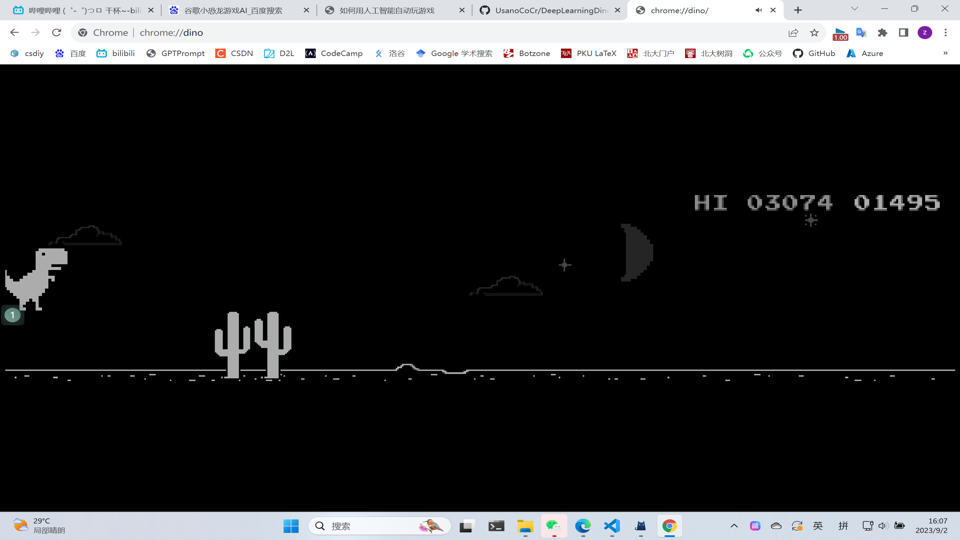 哔哩哔哩 (゜-゜)つロ 干杯~-bili
谷歌小恐龙游戏AI_百度搜索
如何用人工智能自动玩游戏
UsanoCoCr/DeepLearningDin
chrome://dino/
Chrome | chrome://dino
1.00
z
csdiy
百度
bilibili
GPTPrompt
CSDN
D2L
CodeCamp
洛谷
Google 学术搜索
Botzone
PKU LaTeX
北大门户
北大树洞
公众号
GitHub
Azure
»
HI 03074 01495
1
29°C
局部晴朗
搜索
英
拼
16:07
2023/9/2